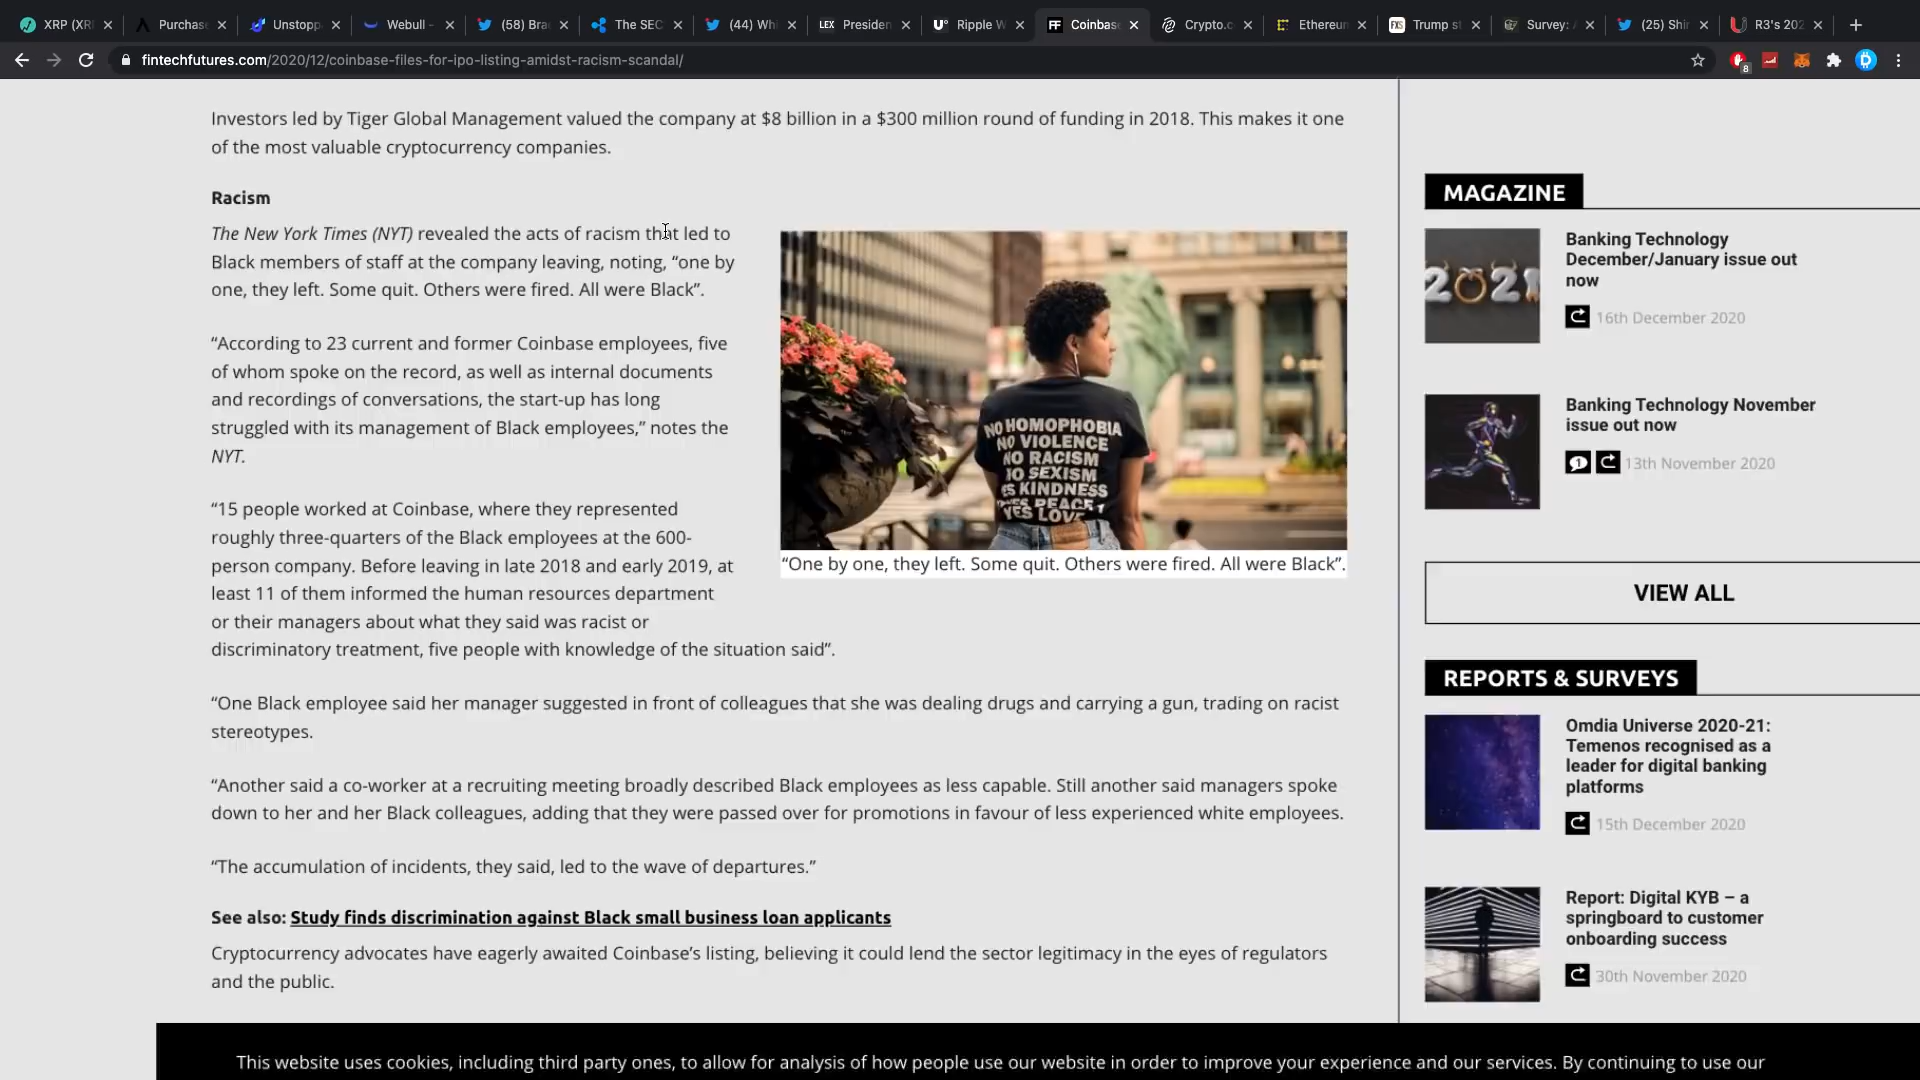 XRP (XR
Purchase
Unstopp
Webull -
(58) Bra
The SEC
(44) Whi
LEX Presiden
Ripple W
FF Coinbase
Crypto.c
Ethereum
FXS Trump st
Survey: A
(25) Shi
R3's 202
fintechfutures.com/2020/12/coinbase-files-for-ipo-listing-amidst-racism-scandal/
8
Investors led by Tiger Global Management valued the company at $8 billion in a $300 million round of funding in 2018. This makes it one
of the most valuable cryptocurrency companies.
Racism
The New York Times (NYT) revealed the acts of racism that led to
Black members of staff at the company leaving, noting, “one by
one, they left. Some quit. Others were fired. All were Black”.
“According to 23 current and former Coinbase employees, five
of whom spoke on the record, as well as internal documents
and recordings of conversations, the start-up has long
struggled with its management of Black employees,” notes the
NYT.
“15 people worked at Coinbase, where they represented
roughly three-quarters of the Black employees at the 600-
person company. Before leaving in late 2018 and early 2019, at
least 11 of them informed the human resources department
or their managers about what they said was racist or
discriminatory treatment, five people with knowledge of the situation said”.
NO HOMOPHOBIA
NO VIOLENCE
NO RACISM
NO SEXISM
YES KINDNESS
YES PEACE
YES LOVE
“One by one, they left. Some quit. Others were fired. All were Black”.
“One Black employee said her manager suggested in front of colleagues that she was dealing drugs and carrying a gun, trading on racist
stereotypes.
“Another said a co-worker at a recruiting meeting broadly described Black employees as less capable. Still another said managers spoke
down to her and her Black colleagues, adding that they were passed over for promotions in favour of less experienced white employees.
“The accumulation of incidents, they said, led to the wave of departures.”
See also: Study finds discrimination against Black small business loan applicants
Cryptocurrency advocates have eagerly awaited Coinbase’s listing, believing it could lend the sector legitimacy in the eyes of regulators
and the public.
MAGAZINE
2021
Banking Technology
December/January issue out
now
16th December 2020
Banking Technology November
issue out now
1
13th November 2020
VIEW ALL
REPORTS & SURVEYS
Omdia Universe 2020-21:
Temenos recognised as a
leader for digital banking
platforms
15th December 2020
Report: Digital KYB – a
springboard to customer
onboarding success
30th November 2020
This website uses cookies, including third party ones, to allow for analysis of how people use our website in order to improve your experience and our services. By continuing to use our